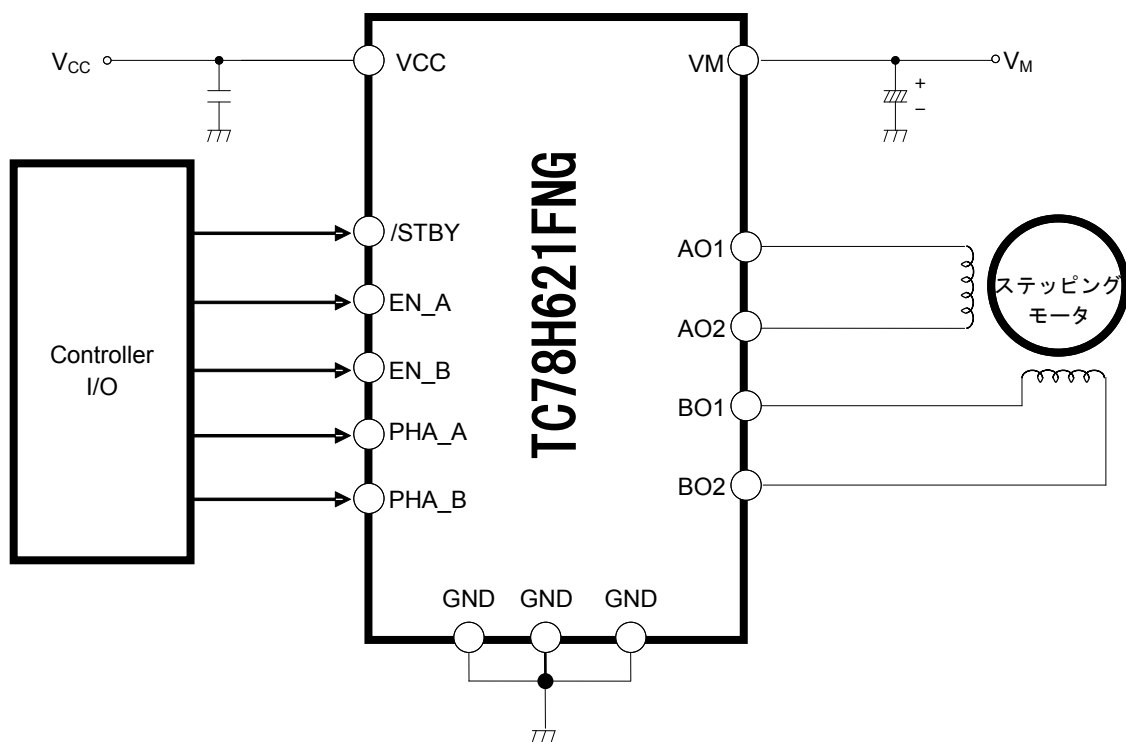 VCC
VCC
VM
VM
+
−
TC78H621FNG
Controller
I/O
/STBY
EN_A
EN_B
PHA_A
PHA_B
AO1
AO2
BO1
BO2
ステッピング
モータ
GND GND GND